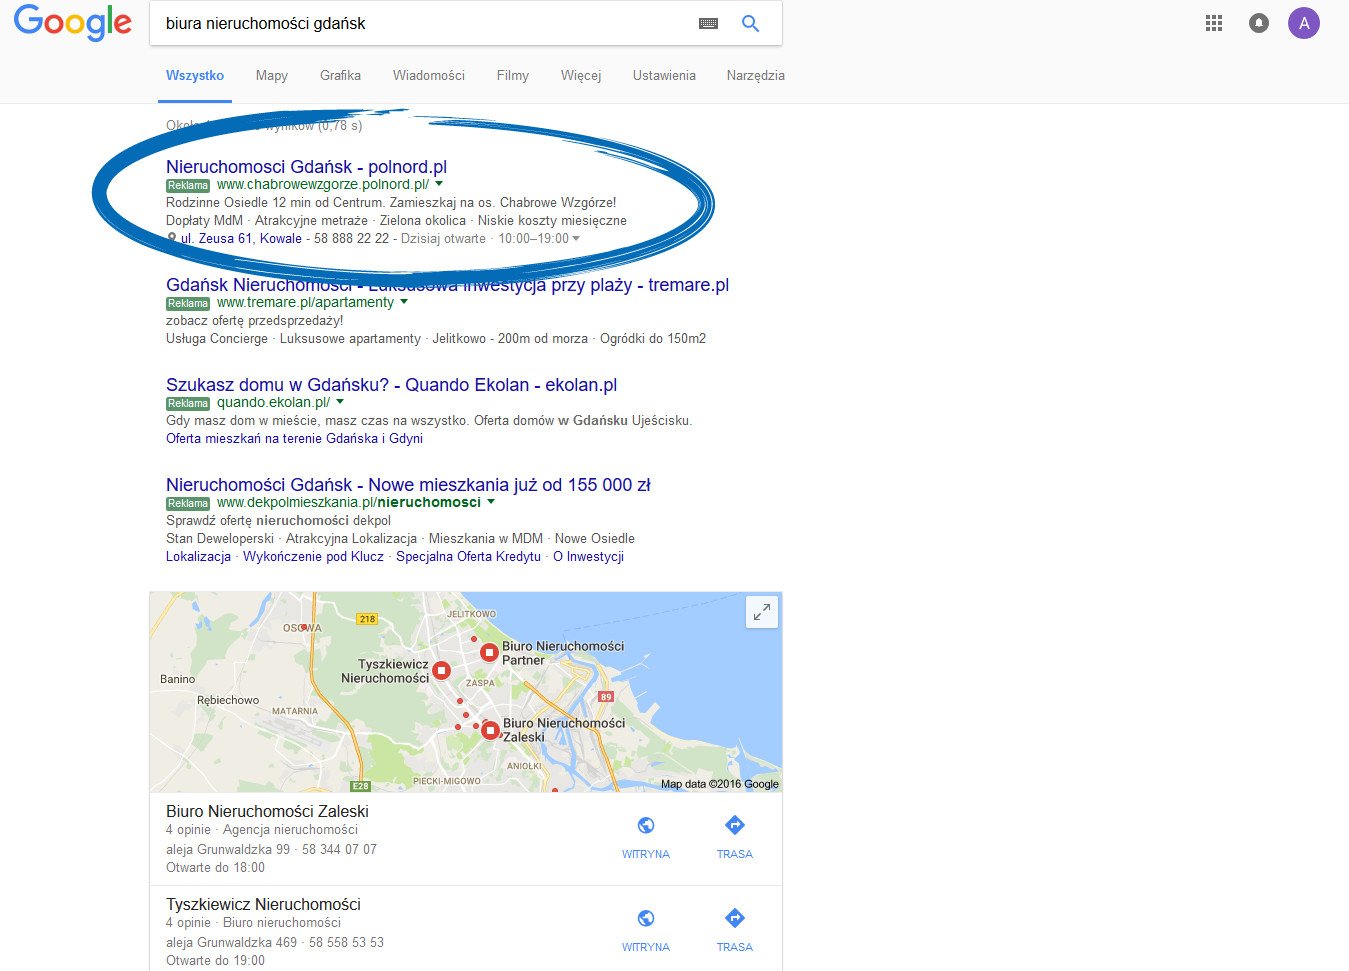 Google
biura nieruchomości gdańsk
A
Wszystko Mapy Grafika Wiadomości Filmy Więcej Ustawienia Narzędzia
wyników (0,78 s)
Nieruchomosci Gdańsk - polnord.pl
Reklama www.chabrowewzgorze.polnord.pl/
Rodzinne Osiedle 12 min od Centrum. Zamieszkaj na os. Chabrowe Wzgórze!
Dopłaty MdM · Atrakcyjne metraże · Zielona okolica · Niskie koszty miesięczne
ul. Zeusa 61, Kowale - 58 888 22 22 - Dzisiaj otwarte · 10:00–19:00
Gdańsk Nieruchomości - Luksusowa inwestycja przy plaży - tremare.pl
Reklama www.tremare.pl/apartamenty
zobacz ofertę przedsprzedaży!
Usługa Concierge · Luksusowe apartamenty · Jelitkowo - 200m od morza · Ogródki do 150m2
Szukasz domu w Gdańsku? - Quando Ekolan - ekolan.pl
Reklama quando.ekolan.pl/
Gdy masz dom w mieście, masz czas na wszystko. Oferta domów w Gdańsku Ujeścisku.
Oferta mieszkań na terenie Gdańska i Gdyni
Nieruchomości Gdańsk - Nowe mieszkania już od 155 000 zł
Reklama www.dekpolmieszkania.pl/nieruchomosci
Sprawdź ofertę nieruchomości dekpol
Stan Deweloperski · Atrakcyjna Lokalizacja · Mieszkania w MDM · Nowe Osiedle
Lokalizacja · Wykończenie pod Klucz · Specjalna Oferta Kredytu · O Inwestycji
JELITKOWO
218
OSOWA
Biuro Nieruchomości
Partner
Tyszkiewicz
Nieruchomości
Banino
ZASPA
Rębiechowo
89
MATARNIA
Biuro Nieruchomości
Zaleski
ANIOŁKI
PIECKI-MIGOWO
E28
Map data ©2016 Google
Biuro Nieruchomości Zaleski
4 opinie · Agencja nieruchomości
aleja Grunwaldzka 99 · 58 344 07 07
Otwarte do 18:00
WITRYNA TRASA
Tyszkiewicz Nieruchomości
4 opinie · Biuro nieruchomości
aleja Grunwaldzka 469 · 58 558 53 53
Otwarte do 19:00
WITRYNA TRASA